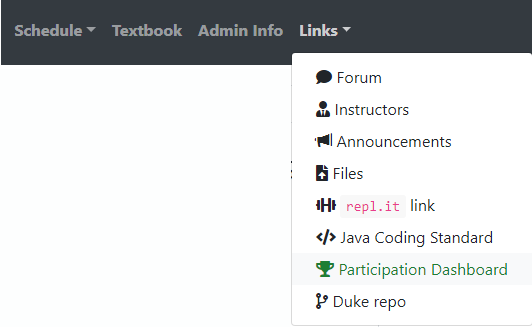 Schedule Textbook Admin Info Links
Forum
Instructors
Announcements
Files
repl.it link
Java Coding Standard
Participation Dashboard
Duke repo